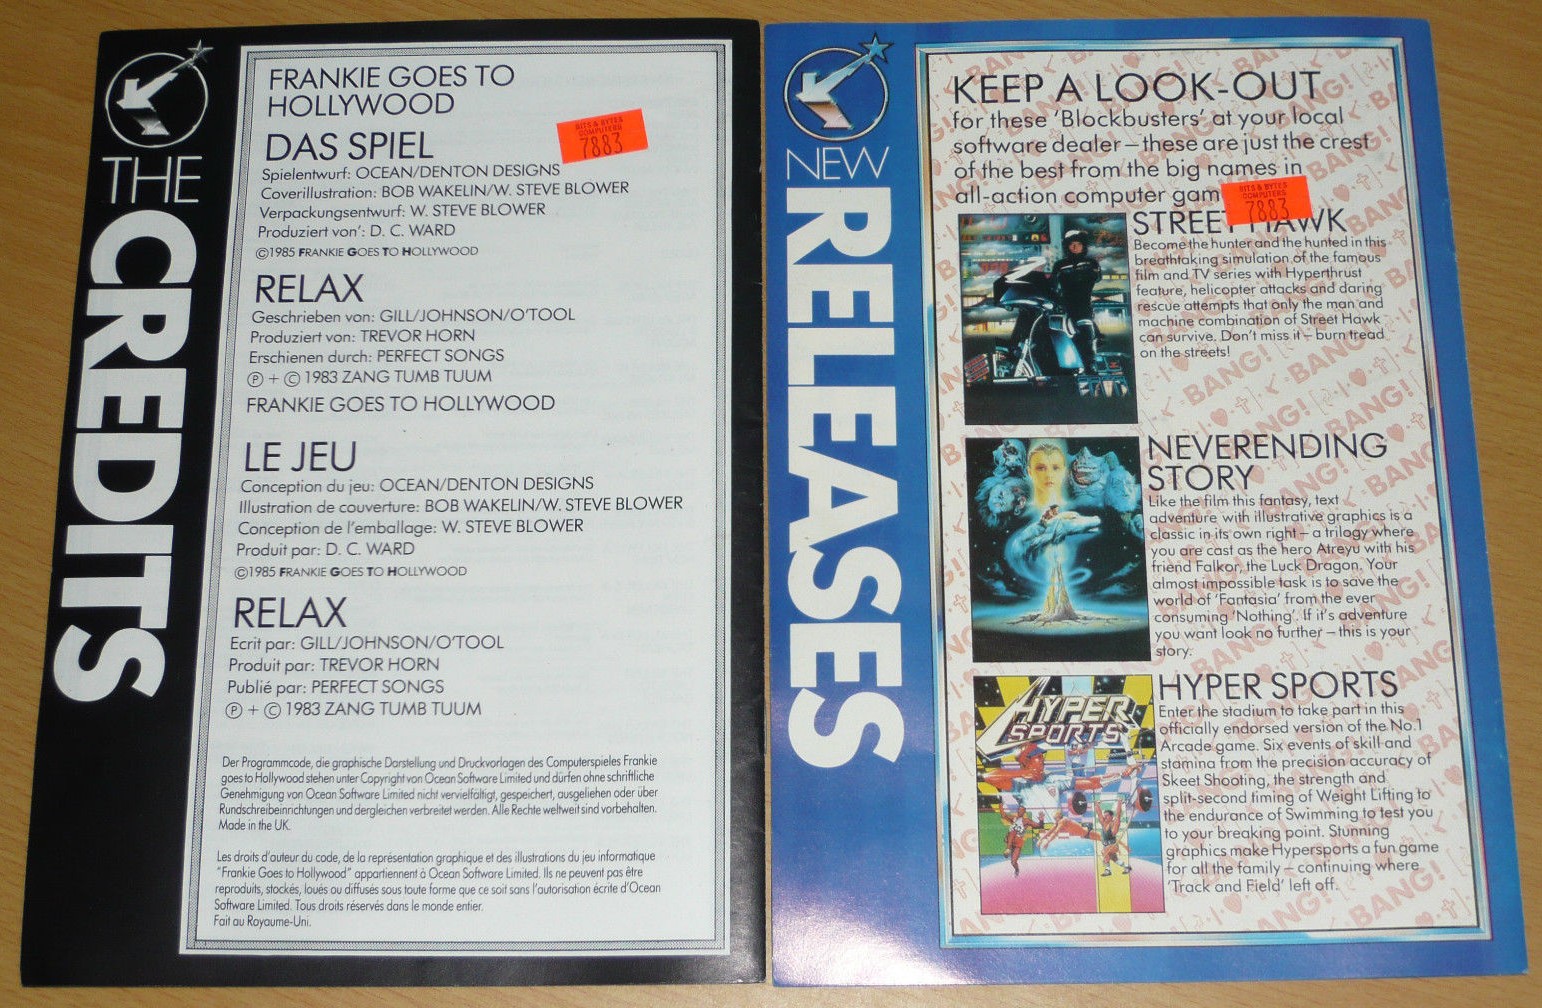 THE CREDITS
FRANKIE GOES TO
HOLLYWOOD
BITS & BYTES
COMPUTERS
7883
DAS SPIEL
Spielentwurf: OCEAN/DENTON DESIGNS
Coverillustration: BOB WAKELIN/W. STEVE BLOWER
Verpackungsentwurf: W. STEVE BLOWER
Produziert von': D. C. WARD
©1985 FRANKIE GOES TO HOLLYWOOD
RELAX
Geschrieben von: GILL/JOHNSON/O'TOOL
Produziert von: TREVOR HORN
Erschienen durch: PERFECT SONGS
Ⓟ + © 1983 ZANG TUMB TUUM
FRANKIE GOES TO HOLLYWOOD
LE JEU
Conception du jeu: OCEAN/DENTON DESIGNS
Illustration de couverture: BOB WAKELIN/W. STEVE BLOWER
Conception de l'emballage: W. STEVE BLOWER
Produit par: D. C. WARD
©1985 FRANKIE GOES TO HOLLYWOOD
RELAX
Ecrit par: GILL/JOHNSON/O'TOOL
Produit par: TREVOR HORN
Publié par: PERFECT SONGS
Ⓟ + © 1983 ZANG TUMB TUUM
Der Programmcode, die graphische Darstellung und Druckvorlagen des Computerspieles Frankie
goes to Hollywood stehen unter Copyright von Ocean Software Limited und dürfen ohne schriftliche
Genehmigung von Ocean Software Limited nicht vervielfältigt, gespeichert, ausgeliehen oder über
Rundschreibeinrichtungen und dergleichen verbreitet werden. Alle Rechte weltweit sind vorbehalten.
Made in the UK.
Les droits d'auteur du code, de la représentation graphique et des illustrations du jeu informatique
"Frankie Goes to Hollywood" appartiennent à Ocean Software Limited. Ils ne peuvent pas être
reproduits, stockés, loués ou diffusés sous toute forme que ce soit sans l'autorisation écrite d'Ocean
Software Limited. Tous droits réservés dans le monde entier.
Fait au Royaume-Uni.
NEW RELEASES
KEEP A LOOK-OUT
for these 'Blockbusters' at your local
software dealer – these are just the crest
of the best from the big names in
all-action computer gam
BITS & BYTES
COMPUTERS
7883
STREET HAWK
Become the hunter and the hunted in this
breathtaking simulation of the famous
film and TV series with Hyperthrust
feature, helicopter attacks and daring
rescue attempts that only the man and
machine combination of Street Hawk
can survive. Don't miss it – burn tread
on the streets!
NEVERENDING
STORY
Like the film this fantasy, text
adventure with illustrative graphics is a
classic in its own right – a trilogy where
you are cast as the hero Atreyu with his
friend Falkor, the Luck Dragon. Your
almost impossible task is to save the
world of 'Fantasia' from the ever
consuming 'Nothing'. If it's adventure
you want look no further – this is your
story.
HYPER
SPORTS
HYPER SPORTS
Enter the stadium to take part in this
officially endorsed version of the No.1
Arcade game. Six events of skill and
stamina from the precision accuracy of
Skeet Shooting, the strength and
split-second timing of Weight Lifting to
the endurance of Swimming to test you
to your breaking point. Stunning
graphics make Hypersports a fun game
for all the family – continuing where
'Track and Field' left off.
BANG!